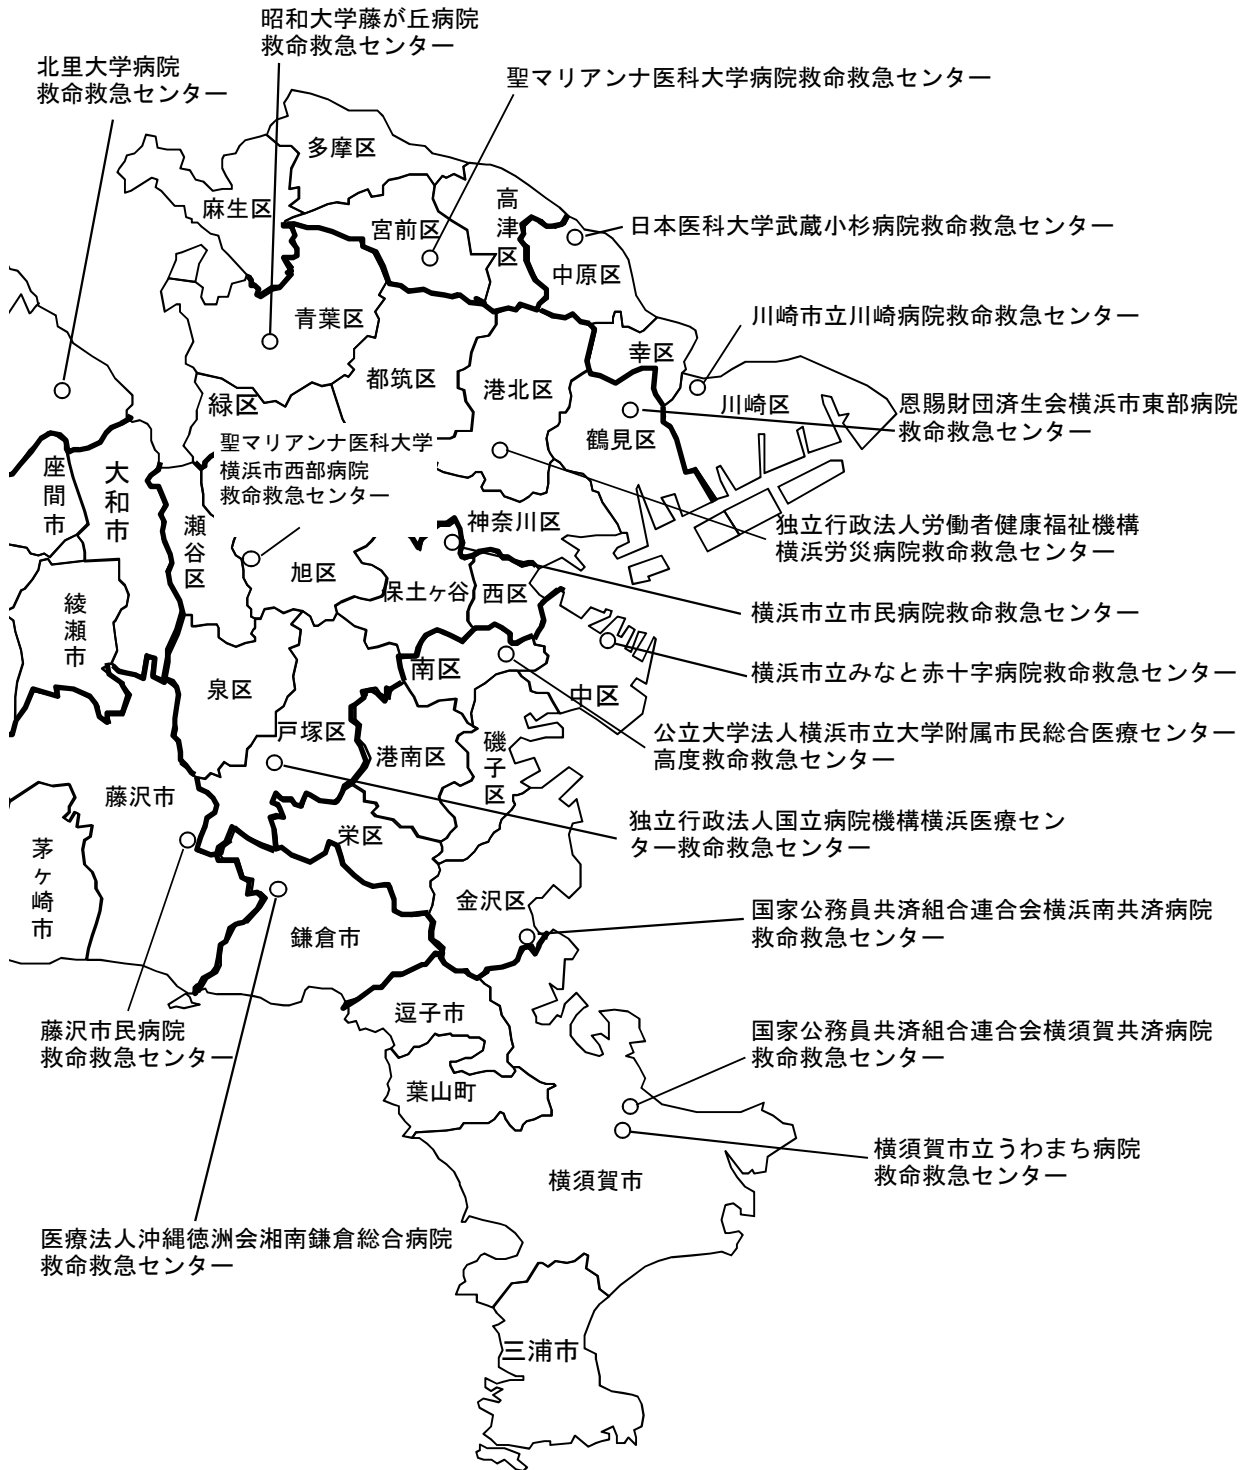 昭和大学藤が丘病院
救命救急センター
北里大学病院
救命救急センター
聖マリアンナ医科大学病院救命救急センター
多摩区
麻生区
高津区
宮前区
日本医科大学武蔵小杉病院救命救急センター
中原区
青葉区
川崎市立川崎病院救命救急センター
幸区
都筑区
港北区
緑区
川崎区
恩賜財団済生会横浜市東部病院
救命救急センター
鶴見区
聖マリアンナ医科大学
横浜市西部病院
救命救急センター
座間市
大和市
瀬谷区
神奈川区
独立行政法人労働者健康福祉機構
横浜労災病院救命救急センター
旭区
保土ヶ谷
西区
綾瀬市
横浜市立市民病院救命救急センター
南区
横浜市立みなと赤十字病院救命救急センター
泉区
中区
戸塚区
港南区
磯子区
公立大学法人横浜市立大学附属市民総合医療センター
高度救命救急センター
藤沢市
独立行政法人国立病院機構横浜医療セン
ター救命救急センター
栄区
茅ヶ崎市
金沢区
国家公務員共済組合連合会横浜南共済病院
救命救急センター
鎌倉市
逗子市
藤沢市民病院
救命救急センター
国家公務員共済組合連合会横須賀共済病院
救命救急センター
葉山町
横須賀市立うわまち病院
救命救急センター
横須賀市
医療法人沖縄徳洲会湘南鎌倉総合病院
救命救急センター
三浦市